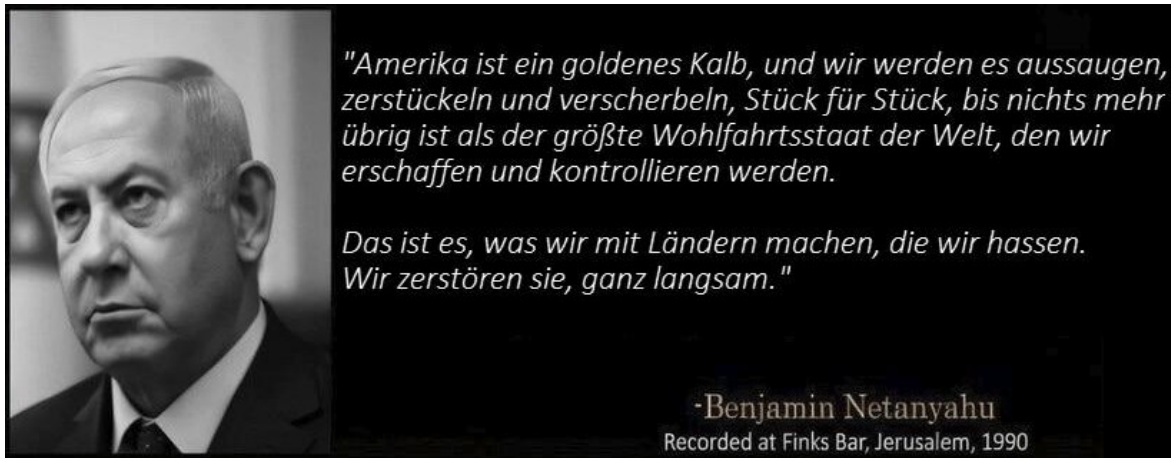 "Amerika ist ein goldenes Kalb, und wir werden es aussaugen,
zerstückeln und verscherbeln, Stück für Stück, bis nichts mehr
übrig ist als der größte Wohlfahrtsstaat der Welt, den wir
erschaffen und kontrollieren werden.
Das ist es, was wir mit Ländern machen, die wir hassen.
Wir zerstören sie, ganz langsam."
-Benjamin Netanyahu
Recorded at Finks Bar, Jerusalem, 1990